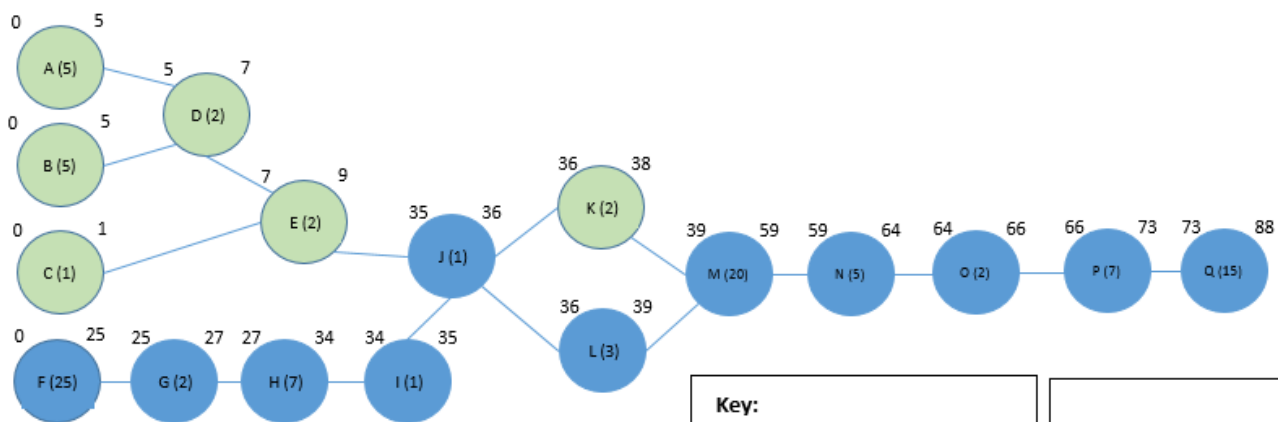 0 5
A (5)
5 7
D (2)
0 5
B (5)
7 9
E (2)
0 1
C (1)
35 36
J (1)
36 38
K (2)
36 39
L (3)
39 59
M (20)
59 64
N (5)
64 66
O (2)
66 73
P (7)
73 88
Q (15)
0 25
F (25)
25 27
G (2)
27 34
H (7)
34 35
I (1)
Key: